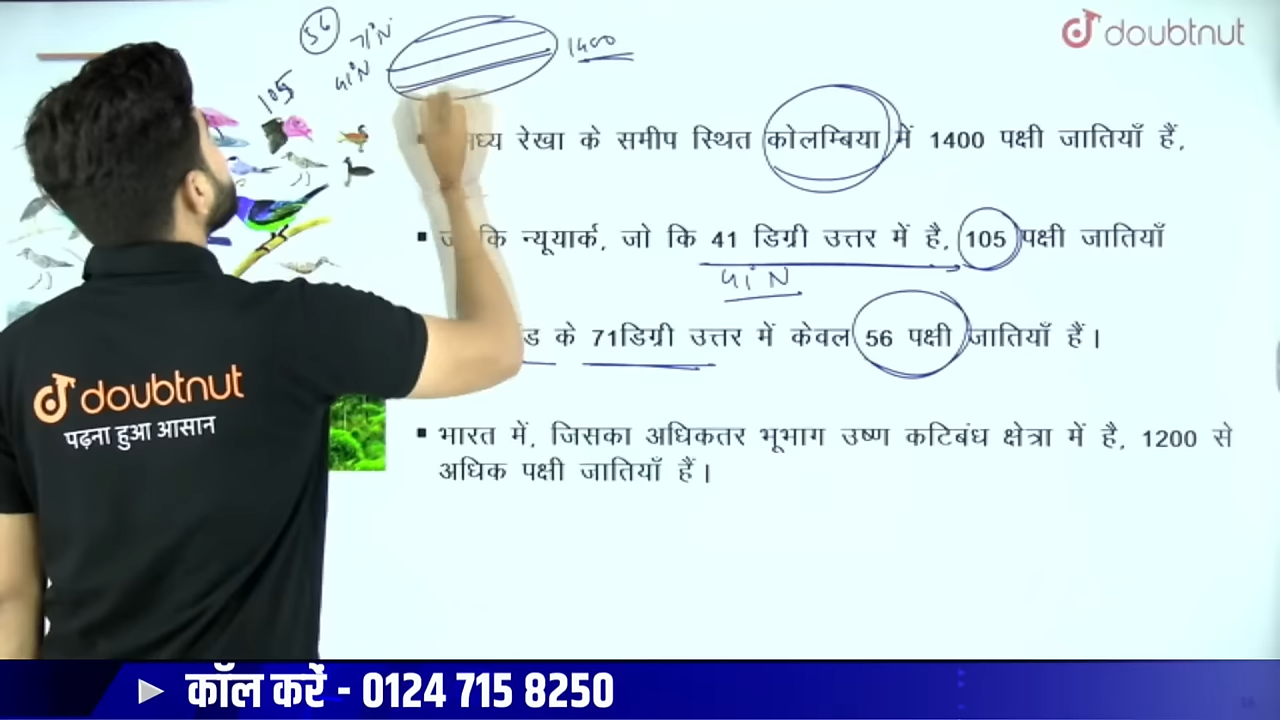 56
71°N
41°N
105
1400
doubtnut
ध्य रेखा के समीप स्थित कोलम्बिया में 1400 पक्षी जातियाँ हैं,
कि न्यूयार्क, जो कि 41 डिग्री उत्तर में है, 105 पक्षी जातियाँ
41°N
ड के 71डिग्री उत्तर में केवल 56 पक्षी जातियाँ हैं।
भारत में, जिसका अधिकतर भूभाग उष्ण कटिबंध क्षेत्रा में है, 1200 से
अधिक पक्षी जातियाँ हैं।
doubtnut
पढ़ना हुआ आसान
कॉल करें - 0124 715 8250